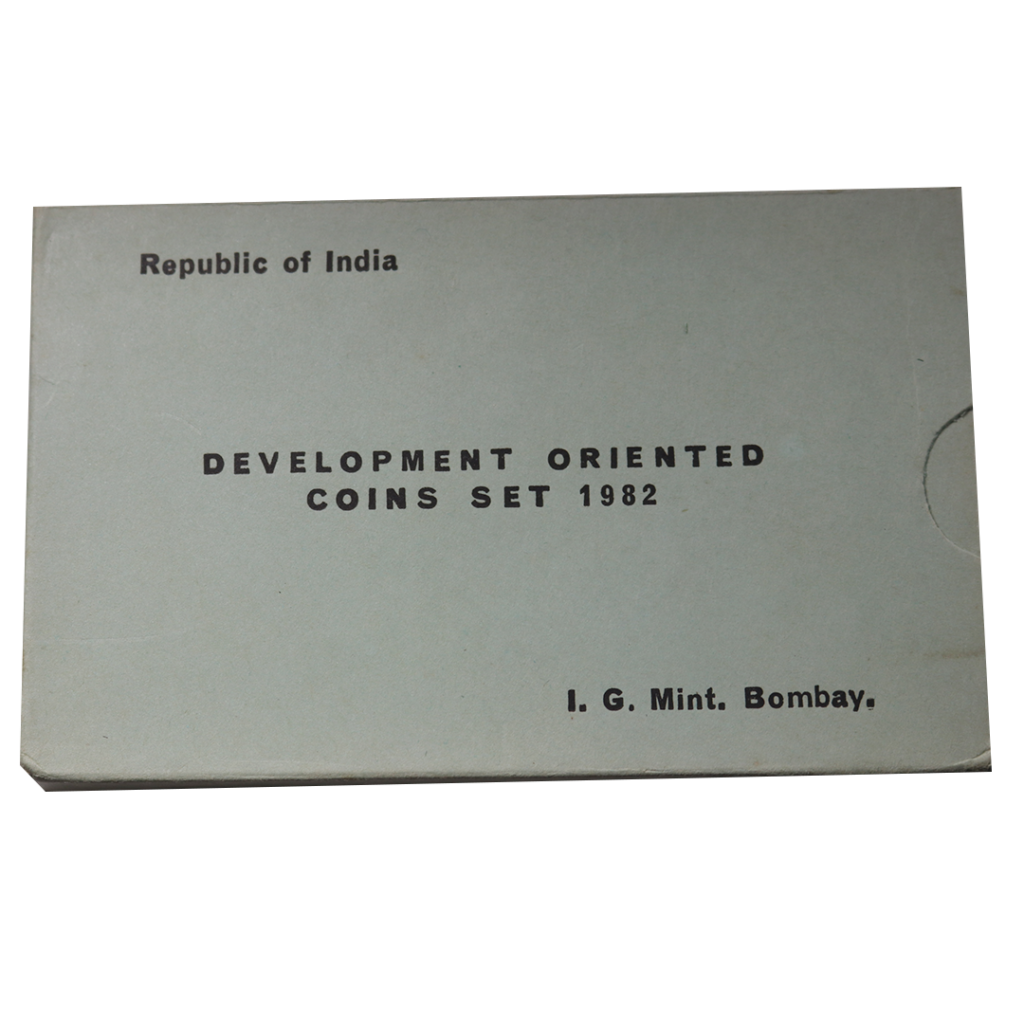 Republic of India
DEVELOPMENT ORIENTED
COINS SET 1982
I. G. Mint. Bombay.